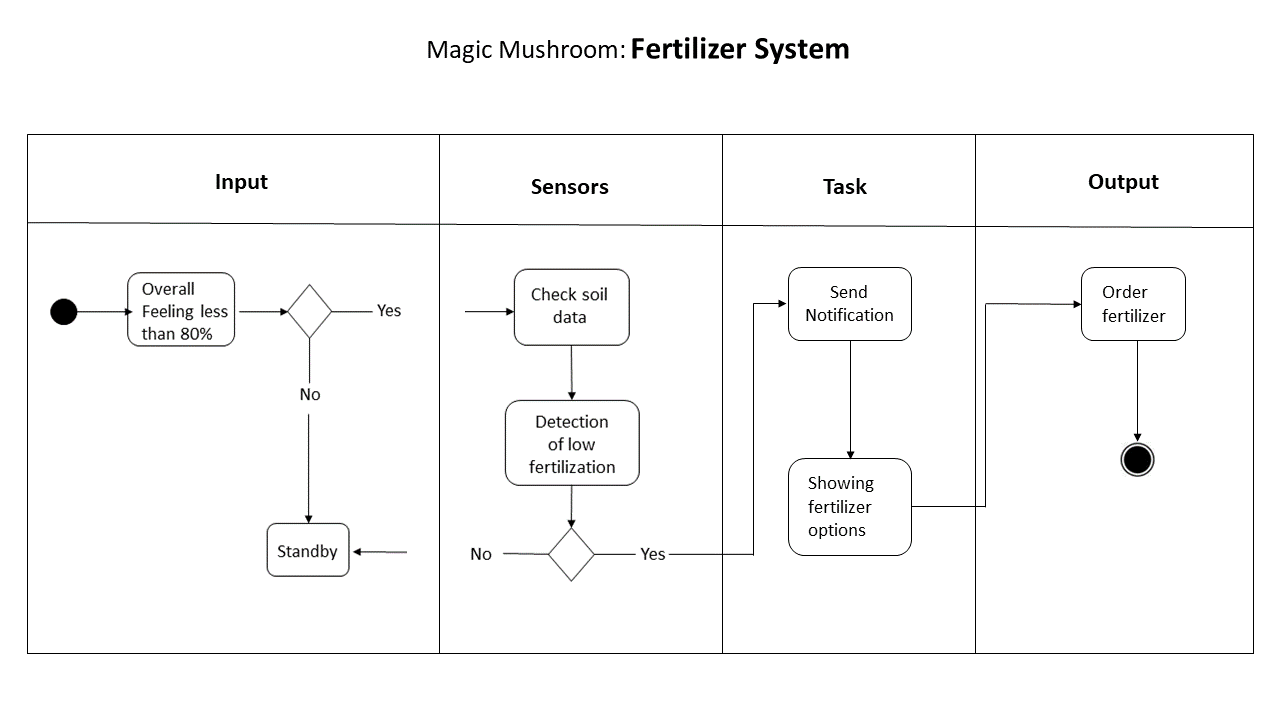 Magic Mushroom: Fertilizer System
Input
Sensors
Task
Output
Overall
Feeling less
than 80%
Yes
No
Standby
Check soil
data
Detection
of low
fertilization
No
Yes
Send
Notification
Showing
fertilizer
options
Order
fertilizer